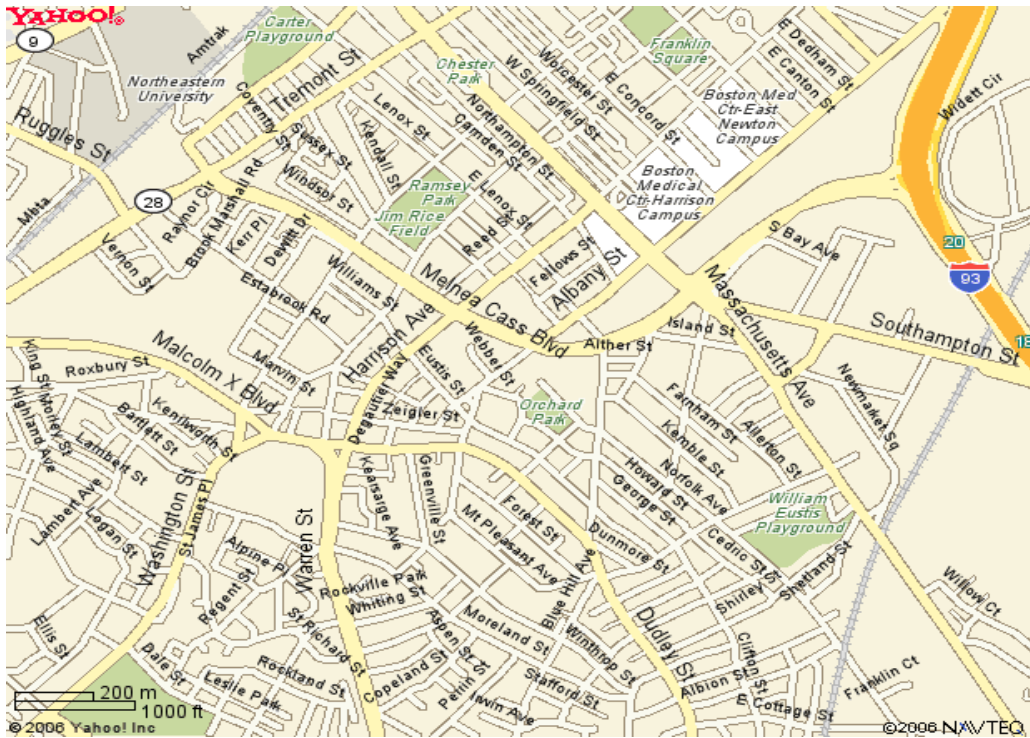 YAHOO!®
9
Carter
Playground
Amtrak
Northeastern
University
Tremont St
Coventry St
Chester
Park
Franklin
Square
E Dedham St
E Canton St
Worcester St
W Springfield St
E Concord St
Boston Med
Ctr-East
Newton
Campus
Widett Cir
Ruggles St
Lenox St
Kendall St
Sussex St
Windsor St
Northampton St
Camden St
Boston
Medical
Ctr-Harrison
Campus
Mbta
28
Raynor Cir
Brook Marshall Rd
Kerr Pl
Dewitt Dr
Ramsey
Park
Jim Rice
Field
E Lenox St
Reed St
Fellows St
Albany St
S Bay Ave
20
93
Vernon St
Estabrook Rd
Williams St
Melnea Cass Blvd
Harrison Ave
Massachusetts Ave
Southampton St
18
Island St
Allher St
Webber St
Eustis St
Degautiel Way
Malcolm X Blvd
Marvin St
Roxbury St
King St
Morley St
Highland Ave
Bartlett St
Kenilworth St
Lambert St
Lambert Ave
Logan St
Zeigler St
Orchard
Park
Farnham St
Kemble St
Allerton St
Newmarket Sq
Norfolk Ave
Howard St
George St
William
Eustis
Playground
Washington St
St James Pl
Warren St
Kearsage Ave
Greenville St
Forest St
Mt Pleasant Ave
Dunmore St
Cedric St
Shirley St
Shetland St
Blue Hill Ave
Alpine Pl
Regent St
Rockville Park
Whiting St
St Richard St
Moreland St
Winthrop St
Dudley St
Clifton St
Willow Ct
Franklin Ct
Ellis St
Dale St
Leslie Park
Rockland St
Copeland St
Aspen St
Perrin St
Stafford St
Irwin Ave
Albion St
E Cottage St
200 m
1000 ft
© 2006 Yahoo! Inc
©2006 NAVTEQ